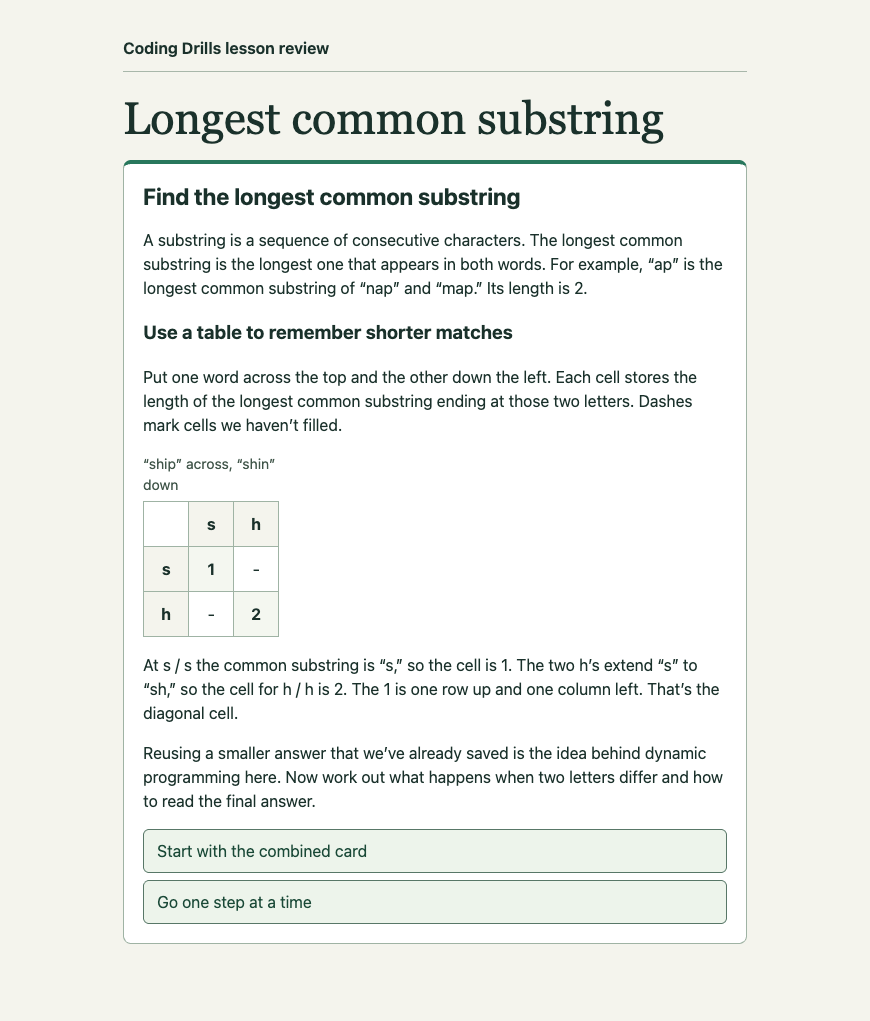 Coding Drills lesson review
Longest common substring
Find the longest common substring
A substring is a sequence of consecutive characters. The longest common
substring is the longest one that appears in both words. For example, “ap” is the
longest common substring of “nap” and “map.” Its length is 2.
Use a table to remember shorter matches
Put one word across the top and the other down the left. Each cell stores the
length of the longest common substring ending at those two letters. Dashes
mark cells we haven’t filled.
“ship” across, “shin”
down
s h
s 1 -
h - 2
At s / s the common substring is “s,” so the cell is 1. The two h’s extend “s” to
“sh,” so the cell for h / h is 2. The 1 is one row up and one column left. That’s the
diagonal cell.
Reusing a smaller answer that we’ve already saved is the idea behind dynamic
programming here. Now work out what happens when two letters differ and how
to read the final answer.
Start with the combined card
Go one step at a time